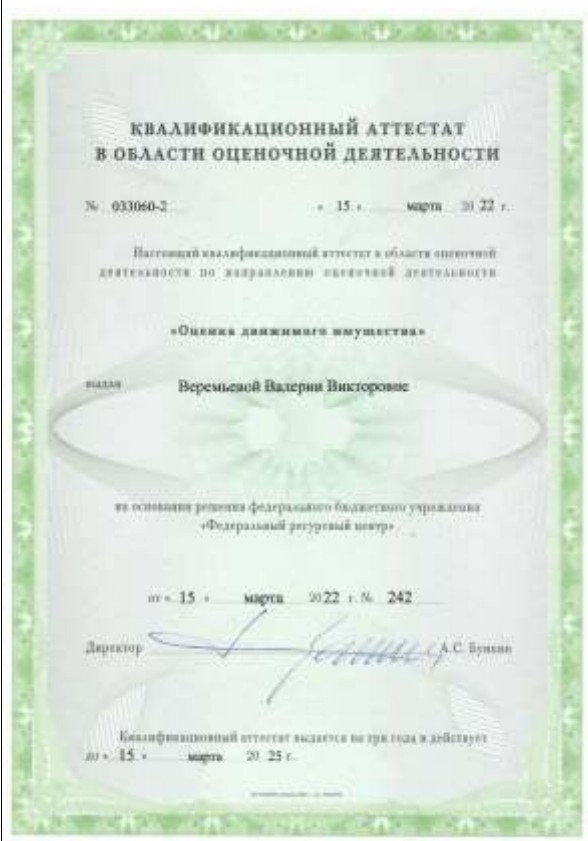 КВАЛИФИКАЦИОННЫЙ АТТЕСТАТ
В ОБЛАСТИ ОЦЕНОЧНОЙ ДЕЯТЕЛЬНОСТИ
№ 033060-2 « 15 » марта 20 22 г.
Настоящий квалификационный аттестат в области оценочной
деятельности по направлению оценочной деятельности
«Оценка движимого имущества»
выдан Веремьевой Валерии Викторовне
на основании решения федерального бюджетного учреждения
«Федеральный ресурсный центр»
от « 15 » марта 20 22 г. № 242
Директор А.С. Бункин
Квалификационный аттестат выдается на три года и действует
до « 15 » марта 20 25 г.